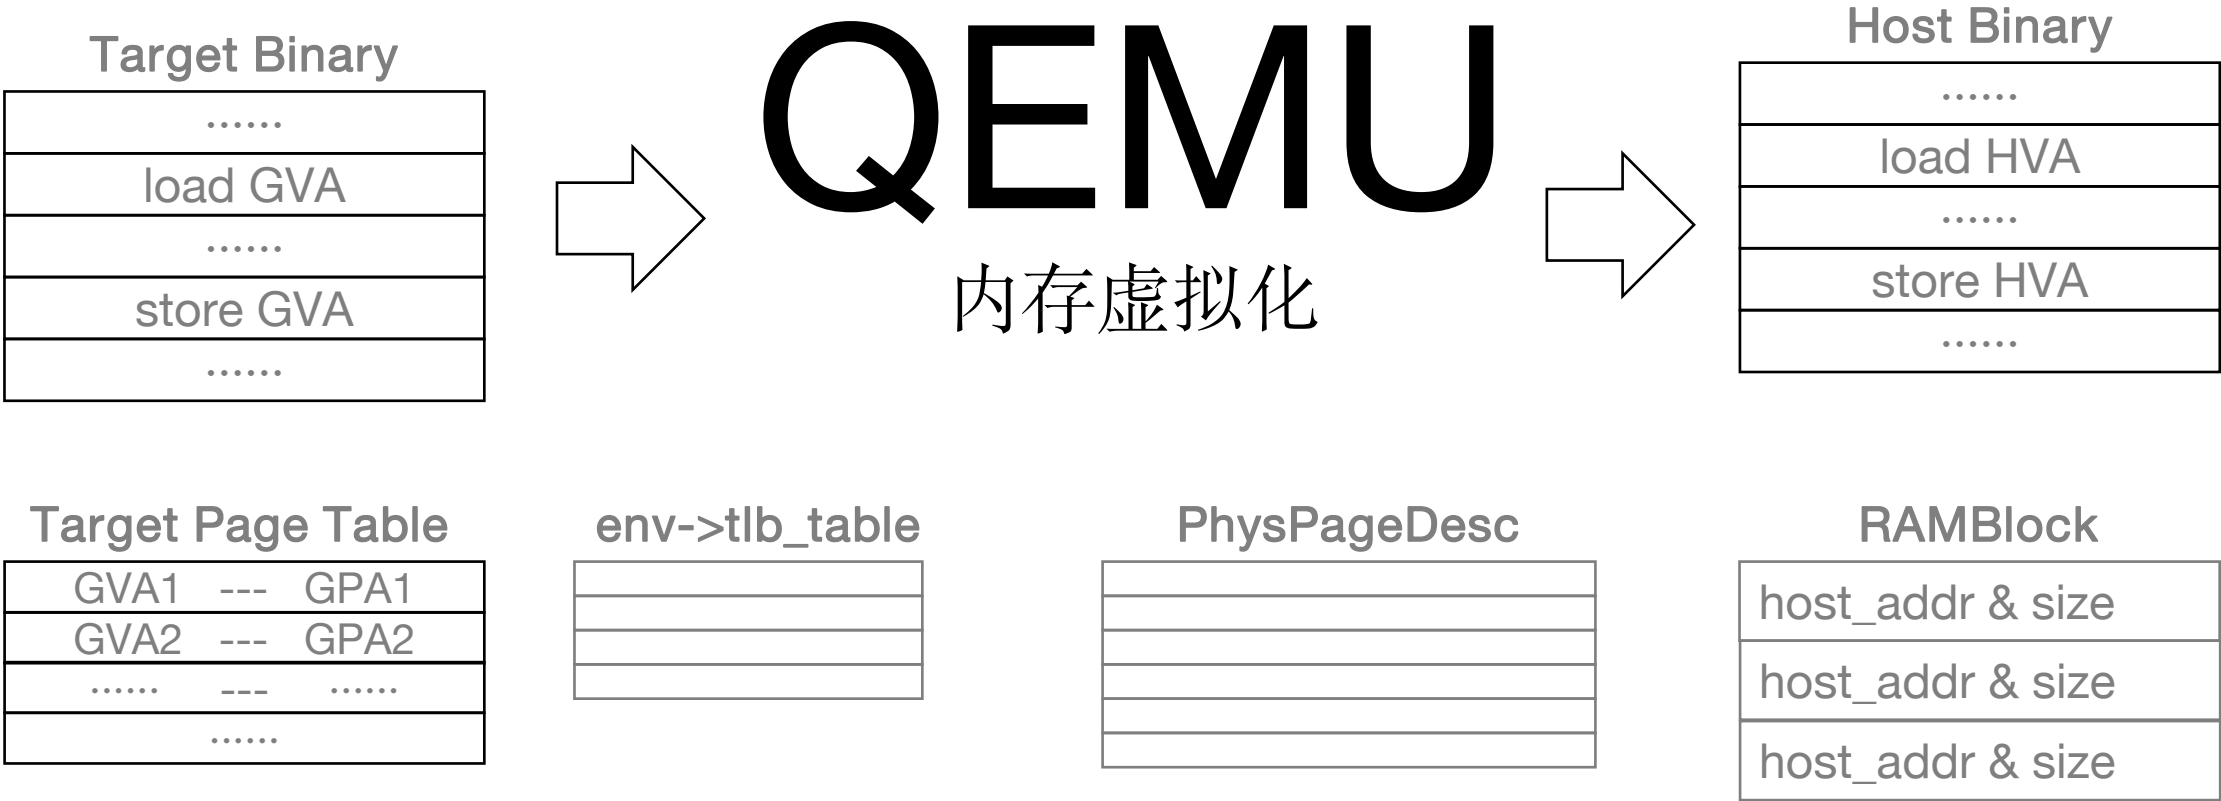 Target Binary
······
load GVA
······
store GVA
······
QEMU
内存虚拟化
Host Binary
······
load HVA
······
store HVA
······
Target Page Table
GVA1 --- GPA1
GVA2 --- GPA2
······ --- ······
······
env->tlb_table
PhysPageDesc
RAMBlock
host_addr & size
host_addr & size
host_addr & size